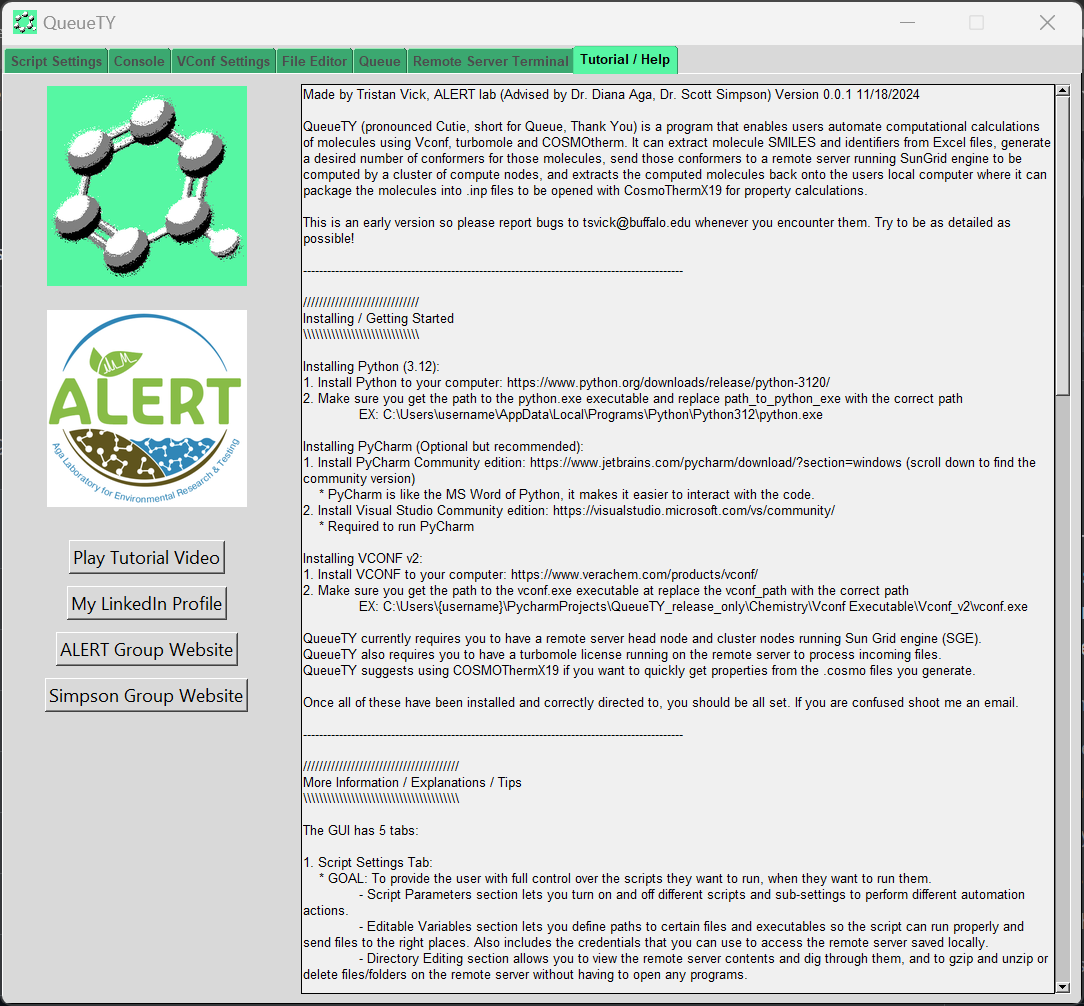 QueueTY
Script Settings
Console
VConf Settings
File Editor
Queue
Remote Server Terminal
Tutorial / Help
ALERT
Aga Laboratory for Environmental Research & Testing
Play Tutorial Video
My LinkedIn Profile
ALERT Group Website
Simpson Group Website
Made by Tristan Vick, ALERT lab (Advised by Dr. Diana Aga, Dr. Scott Simpson) Version 0.0.1 11/18/2024
QueueTY (pronounced Cutie, short for Queue, Thank You) is a program that enables users automate computational calculations
of molecules using Vconf, turbomole and COSMOtherm. It can extract molecule SMILES and identifiers from Excel files, generate
a desired number of conformers for those molecules, send those conformers to a remote server running SunGrid engine to be
computed by a cluster of compute nodes, and extracts the computed molecules back onto the users local computer where it can
package the molecules into .inp files to be opened with CosmoThermX19 for property calculations.
This is an early version so please report bugs to tsvick@buffalo.edu whenever you encounter them. Try to be as detailed as
possible!
-----------------------------------------------------------------------------------------------
/////////////////////////////
Installing / Getting Started
\\\\\\\\\\\\\\\\\\\\\\\\\\\\\
Installing Python (3.12):
1. Install Python to your computer: https://www.python.org/downloads/release/python-3120/
2. Make sure you get the path to the python.exe executable and replace path_to_python_exe with the correct path
EX: C:\Users\username\AppData\Local\Programs\Python\Python312\python.exe
Installing PyCharm (Optional but recommended):
1. Install PyCharm Community edition: https://www.jetbrains.com/pycharm/download/?section=windows (scroll down to find the
community version)
* PyCharm is like the MS Word of Python, it makes it easier to interact with the code.
2. Install Visual Studio Community edition: https://visualstudio.microsoft.com/vs/community/
* Required to run PyCharm
Installing VCONF v2:
1. Install VCONF to your computer: https://www.verachem.com/products/vconf/
2. Make sure you get the path to the vconf.exe executable at replace the vconf_path with the correct path
EX: C:\Users\{username}\PycharmProjects\QueueTY_release_only\Chemistry\Vconf Executable\Vconf_v2\vconf.exe
QueueTY currently requires you to have a remote server head node and cluster nodes running Sun Grid engine (SGE).
QueueTY also requires you to have a turbomole license running on the remote server to process incoming files.
QueueTY suggests using COSMOThermX19 if you want to quickly get properties from the .cosmo files you generate.
Once all of these have been installed and correctly directed to, you should be all set. If you are confused shoot me an email.
-----------------------------------------------------------------------------------------------
///////////////////////////////////////
More Information / Explanations / Tips
\\\\\\\\\\\\\\\\\\\\\\\\\\\\\\\\\\\\\\\
The GUI has 5 tabs:
1. Script Settings Tab:
* GOAL: To provide the user with full control over the scripts they want to run, when they want to run them.
- Script Parameters section lets you turn on and off different scripts and sub-settings to perform different automation
actions.
- Editable Variables section lets you define paths to certain files and executables so the script can run properly and
send files to the right places. Also includes the credentials that you can use to access the remote server saved locally.
- Directory Editing section allows you to view the remote server contents and dig through them, and to gzip and unzip or
delete files/folders on the remote server without having to open any programs.